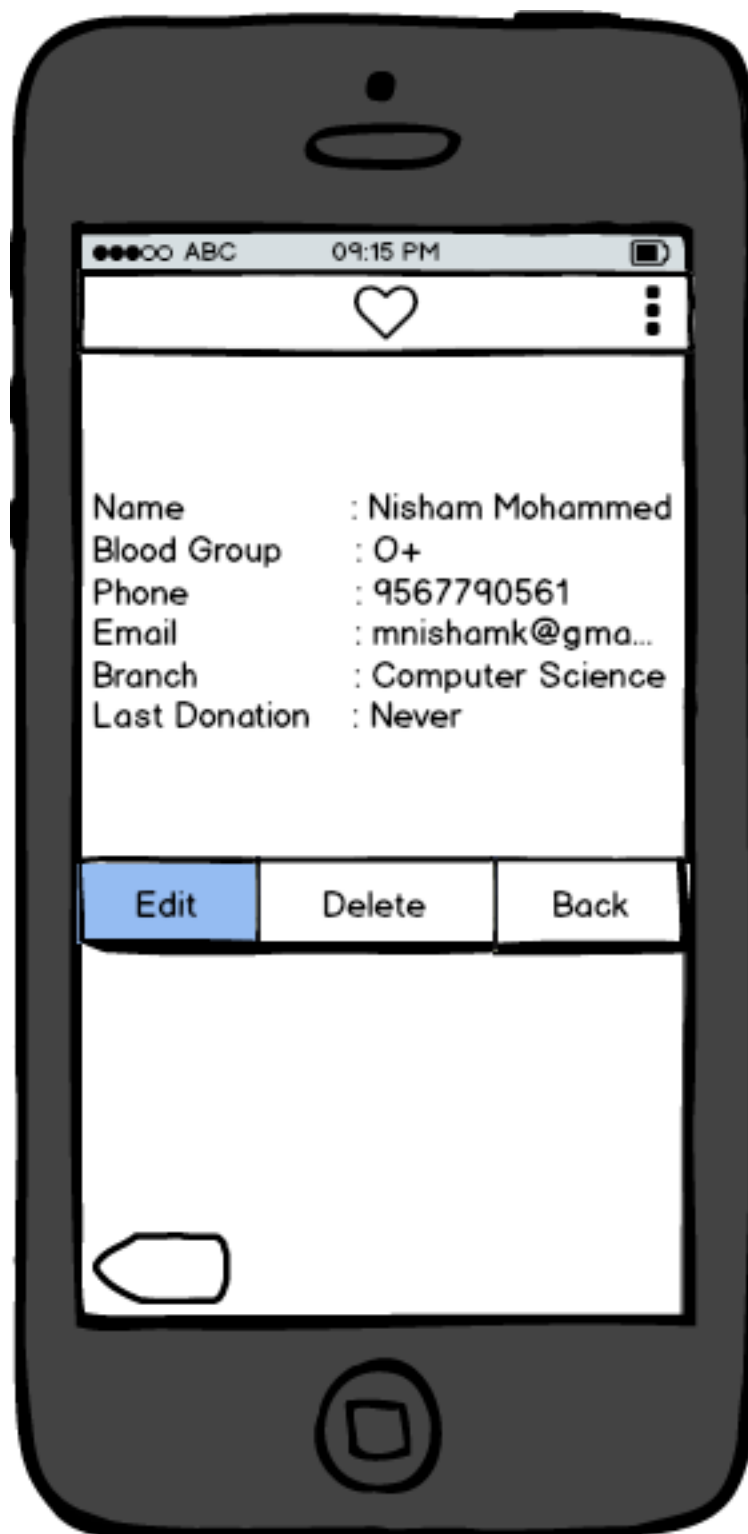 ABC 09:15 PM
Name : Nisham Mohammed
Blood Group : O+
Phone : 9567790561
Email : mnishamk@gma...
Branch : Computer Science
Last Donation : Never
Edit Delete Back